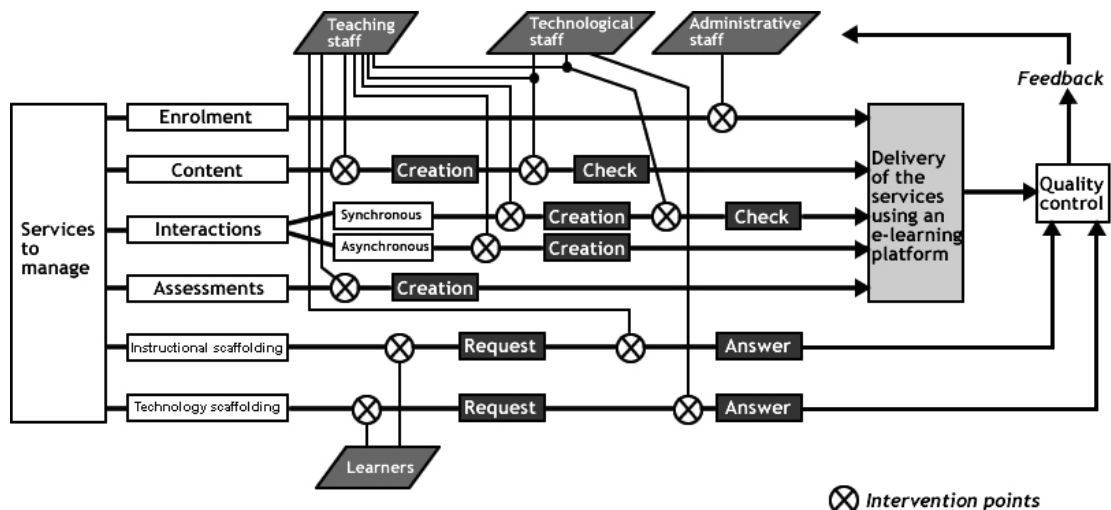 Teaching
staff
Technological
staff
Administrative
staff
Feedback
Services
to
manage
Enrolment
Content
Creation
Check
Interactions
Synchronous
Creation
Check
Asynchronous
Creation
Assessments
Creation
Instructional scaffolding
Request
Answer
Technology scaffolding
Request
Answer
Delivery
of the
services
using an
e-learning
platform
Quality
control
Learners
Intervention points